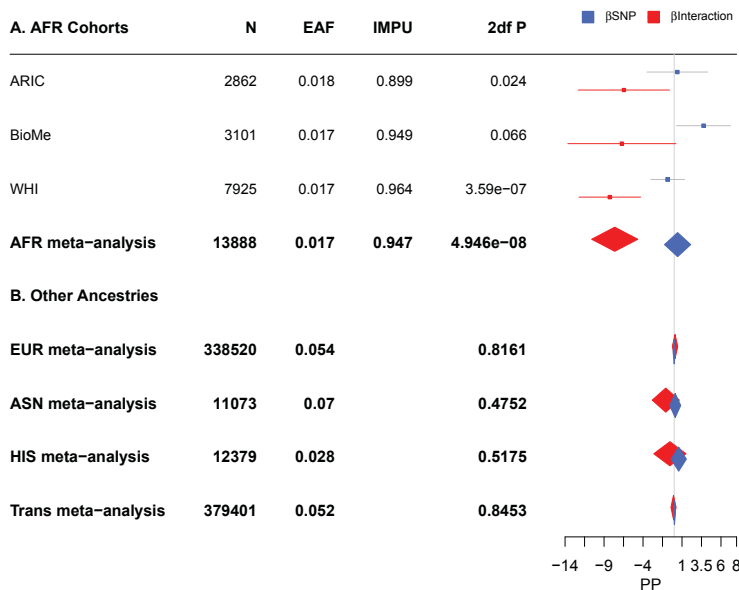 βSNP βInteraction
A. AFR Cohorts N EAF IMPU 2df P
ARIC 2862 0.018 0.899 0.024
BioMe 3101 0.017 0.949 0.066
WHI 7925 0.017 0.964 3.59e−07
AFR meta−analysis 13888 0.017 0.947 4.946e−08
B. Other Ancestries
EUR meta−analysis 338520 0.054 0.8161
ASN meta−analysis 11073 0.07 0.4752
HIS meta−analysis 12379 0.028 0.5175
Trans meta−analysis 379401 0.052 0.8453
−14 −9 −4 1 3.5 6 8
PP